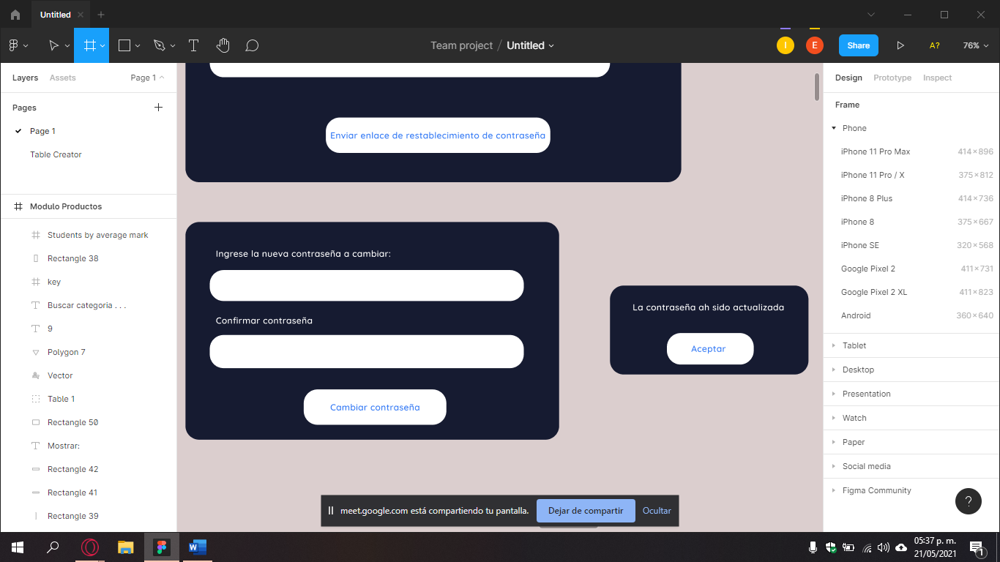 Untitled
Team project / Untitled
I
E
Share
A?
76%
Layers
Assets
Page 1
Pages
Page 1
Table Creator
Modulo Productos
Students by average mark
Rectangle 38
key
Buscar categoria . . .
9
Polygon 7
Vector
Table 1
Rectangle 50
Mostrar:
Rectangle 42
Rectangle 41
Rectangle 39
Enviar enlace de restablecimiento de contraseña
Ingrese la nueva contraseña a cambiar:
Confirmar contraseña
Cambiar contraseña
La contraseña ah sido actualizada
Aceptar
meet.google.com está compartiendo tu pantalla.
Dejar de compartir
Ocultar
Design
Prototype
Inspect
Frame
Phone
iPhone 11 Pro Max 414×896
iPhone 11 Pro / X 375×812
iPhone 8 Plus 414×736
iPhone 8 375×667
iPhone SE 320×568
Google Pixel 2 411×731
Google Pixel 2 XL 411×823
Android 360×640
Tablet
Desktop
Presentation
Watch
Paper
Social media
Figma Community
?
W
05:37 p. m.
21/05/2021
1